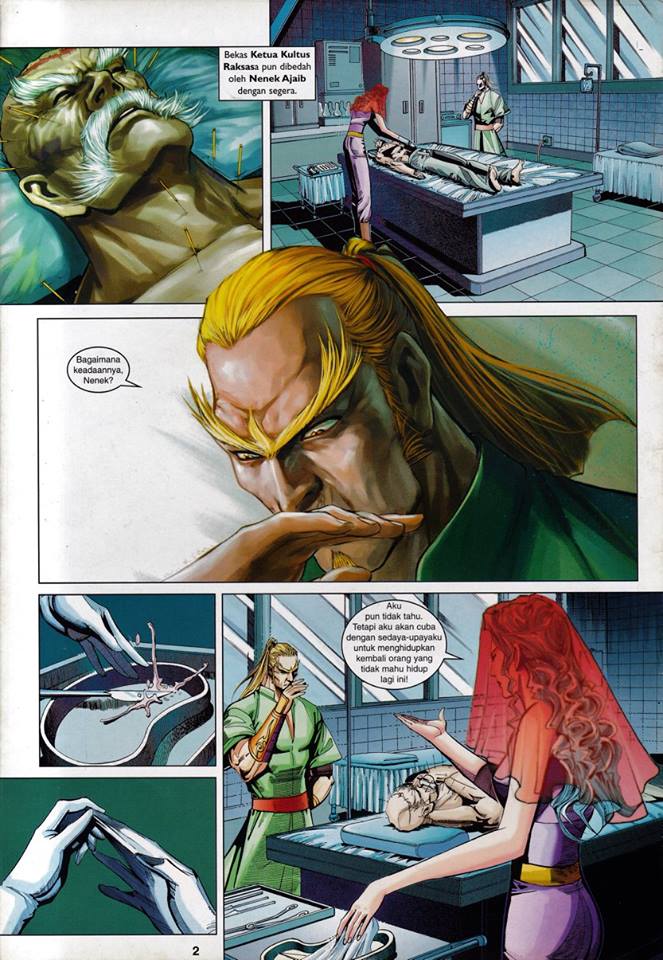 Bekas Ketua Kultus
Raksasa pun dibedah
oleh Nenek Ajaib
dengan segera.
Bagaimana
keadaannya,
Nenek?
Aku
pun tidak tahu.
Tetapi aku akan cuba
dengan sedaya-upayaku
untuk menghidupkan
kembali orang yang
tidak mahu hidup
lagi ini!
2